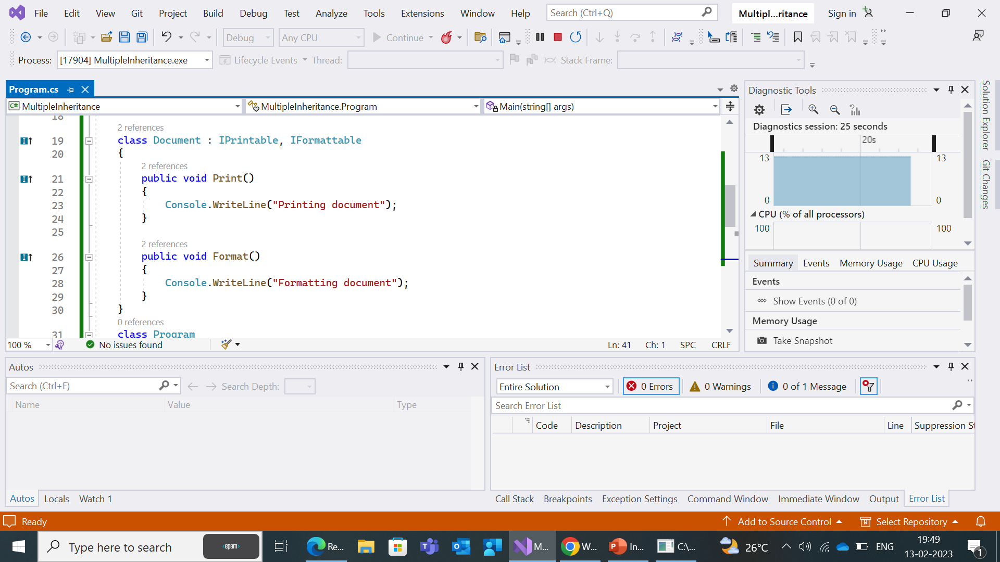 File Edit View Git Project Build Debug Test Analyze Tools Extensions Window Help Search (Ctrl+Q) Multipl...ritance Sign in
Debug Any CPU Continue
Process: [17904] MultipleInheritance.exe Lifecycle Events Thread: Stack Frame:
Program.cs
MultipleInheritance MultipleInheritance.Program Main(string[] args)
18
2 references
19 class Document : IPrintable, IFormattable
20 {
2 references
21 public void Print()
22 {
23 Console.WriteLine("Printing document");
24 }
25
2 references
26 public void Format()
27 {
28 Console.WriteLine("Formatting document");
29 }
30 }
0 references
31 class Program
100 % No issues found Ln: 41 Ch: 1 SPC CRLF
Diagnostic Tools
Diagnostics session: 25 seconds
20s
13 13
0 0
CPU (% of all processors)
100 100
Summary Events Memory Usage CPU Usage
Events
Show Events (0 of 0)
Memory Usage
Take Snapshot
Solution Explorer
Git Changes
Autos
Search (Ctrl+E) Search Depth:
Name Value Type
Autos Locals Watch 1
Error List
Entire Solution 0 Errors 0 Warnings 0 of 1 Message
Search Error List
Code Description Project File Line Suppression St
Call Stack Breakpoints Exception Settings Command Window Immediate Window Output Error List
Ready Add to Source Control Select Repository
Type here to search <epam> Re... M... W... In... C:\... 26°C ENG 19:49
13-02-2023 1